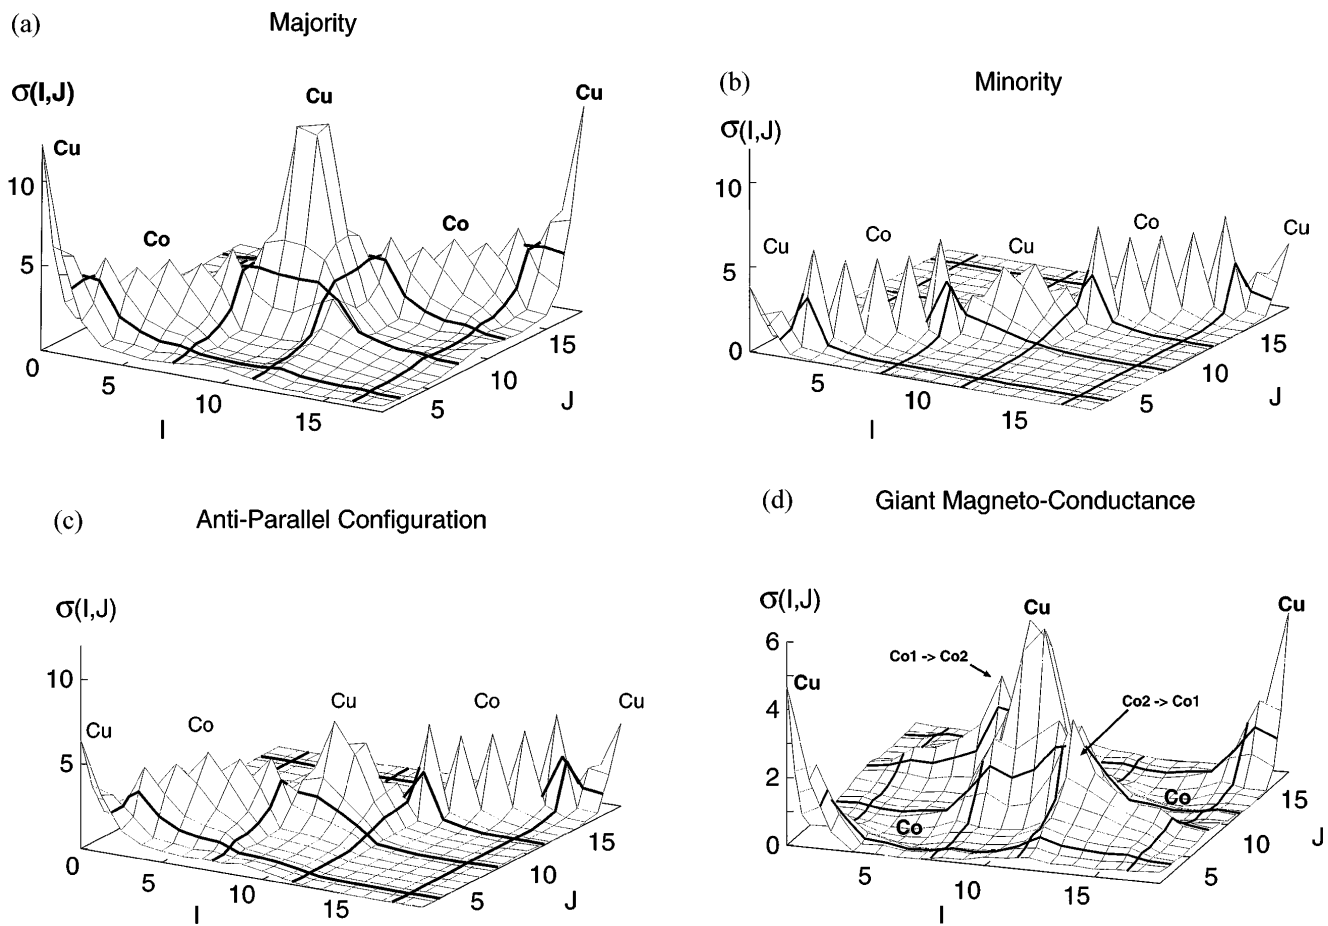 (a)
Majority
σ(I,J)
Cu
Cu
Cu
10
Co
Co
5
0
5
10
15
I
5
10
15
J
(b)
Minority
σ(I,J)
10
Cu
Co
Cu
Co
Cu
5
0
5
10
15
I
5
10
15
J
(c)
Anti-Parallel Configuration
σ(I,J)
10
Cu
Co
Cu
Co
Cu
5
0
5
10
15
I
5
10
15
J
(d)
Giant Magneto-Conductance
σ(I,J)
Cu
Cu
6
Co1 -> Co2
Cu
Co2 -> Co1
4
2
Co
Co
0
5
10
15
I
5
10
15
J